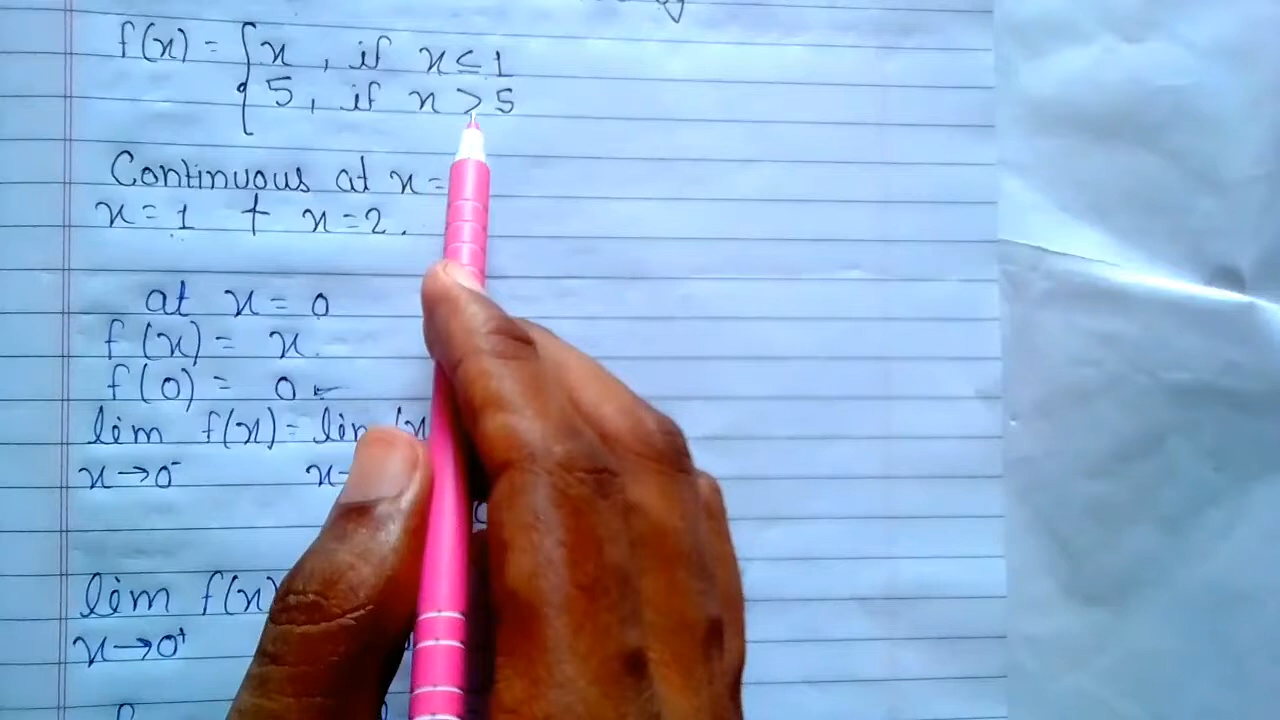 f(x) = { x , if x ≤ 1
5 , if x > 5
Continuous at x =
x = 1 + x = 2 .
at x = 0
f(x) = x .
f(0) = 0
lim f(x) = lim (x
x → 0⁻ x -
lim f(x)
x → 0⁺